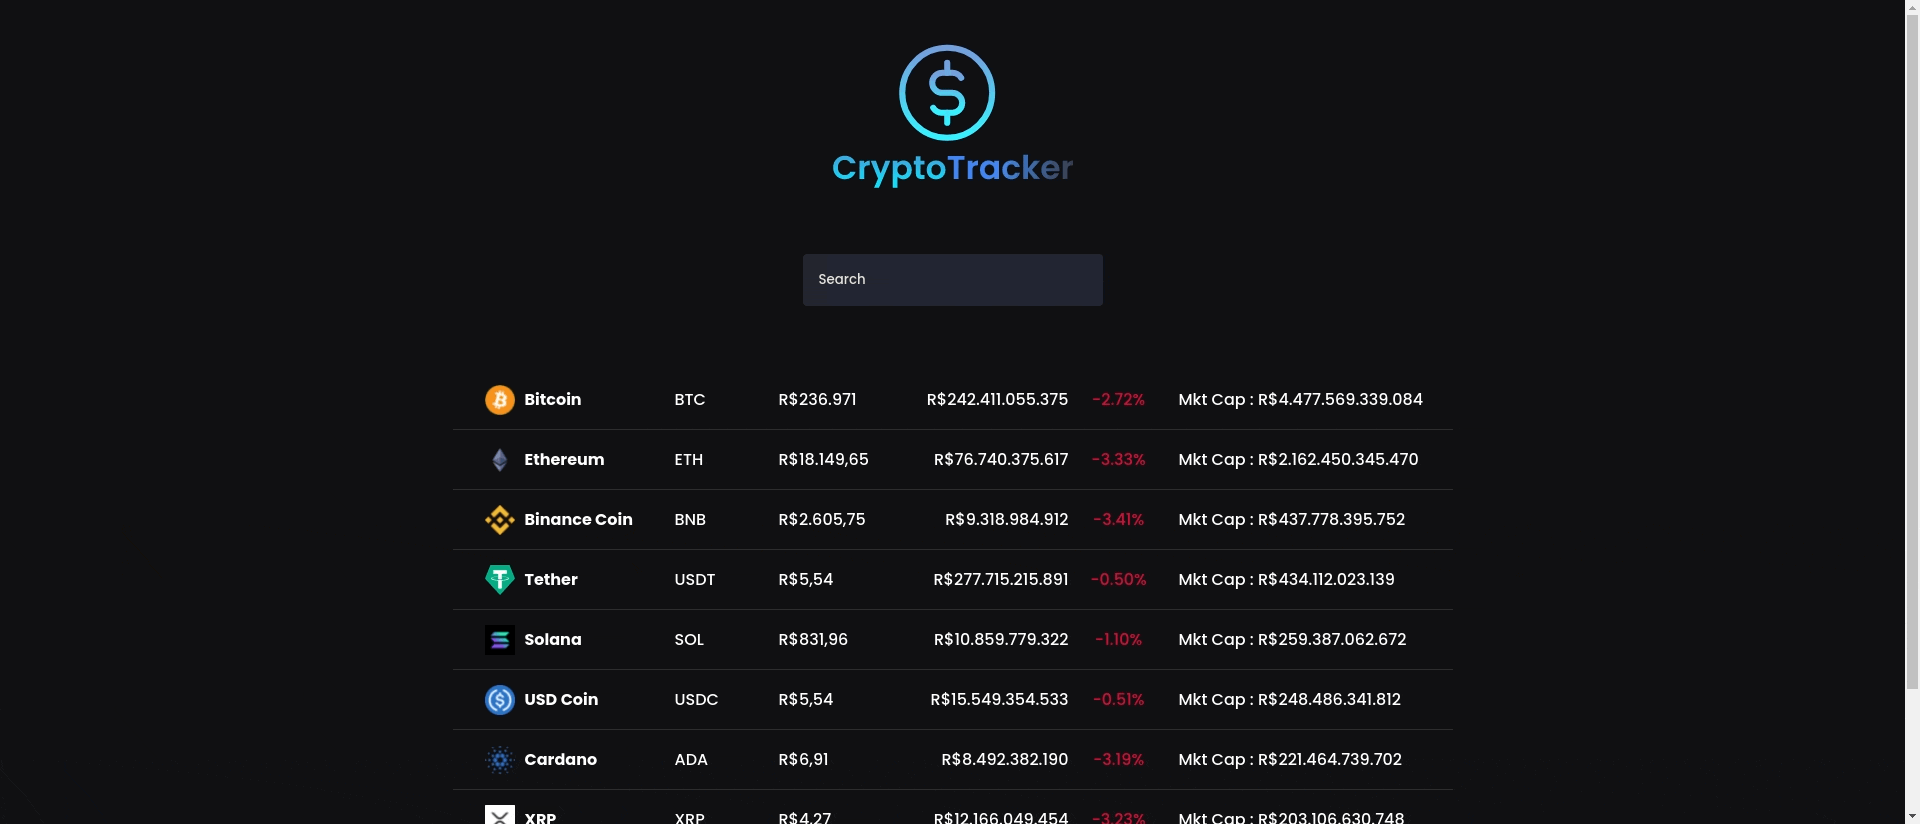 CryptoTracker
Search
Bitcoin BTC R$236.971 R$242.411.055.375 -2.72% Mkt Cap : R$4.477.569.339.084
Ethereum ETH R$18.149,65 R$76.740.375.617 -3.33% Mkt Cap : R$2.162.450.345.470
Binance Coin BNB R$2.605,75 R$9.318.984.912 -3.41% Mkt Cap : R$437.778.395.752
Tether USDT R$5,54 R$277.715.215.891 -0.50% Mkt Cap : R$434.112.023.139
Solana SOL R$831,96 R$10.859.779.322 -1.10% Mkt Cap : R$259.387.062.672
USD Coin USDC R$5,54 R$15.549.354.533 -0.51% Mkt Cap : R$248.486.341.812
Cardano ADA R$6,91 R$8.492.382.190 -3.19% Mkt Cap : R$221.464.739.702
XRP XRP R$4,27 R$12.166.049.454 -3.23% Mkt Cap : R$203.106.630.748